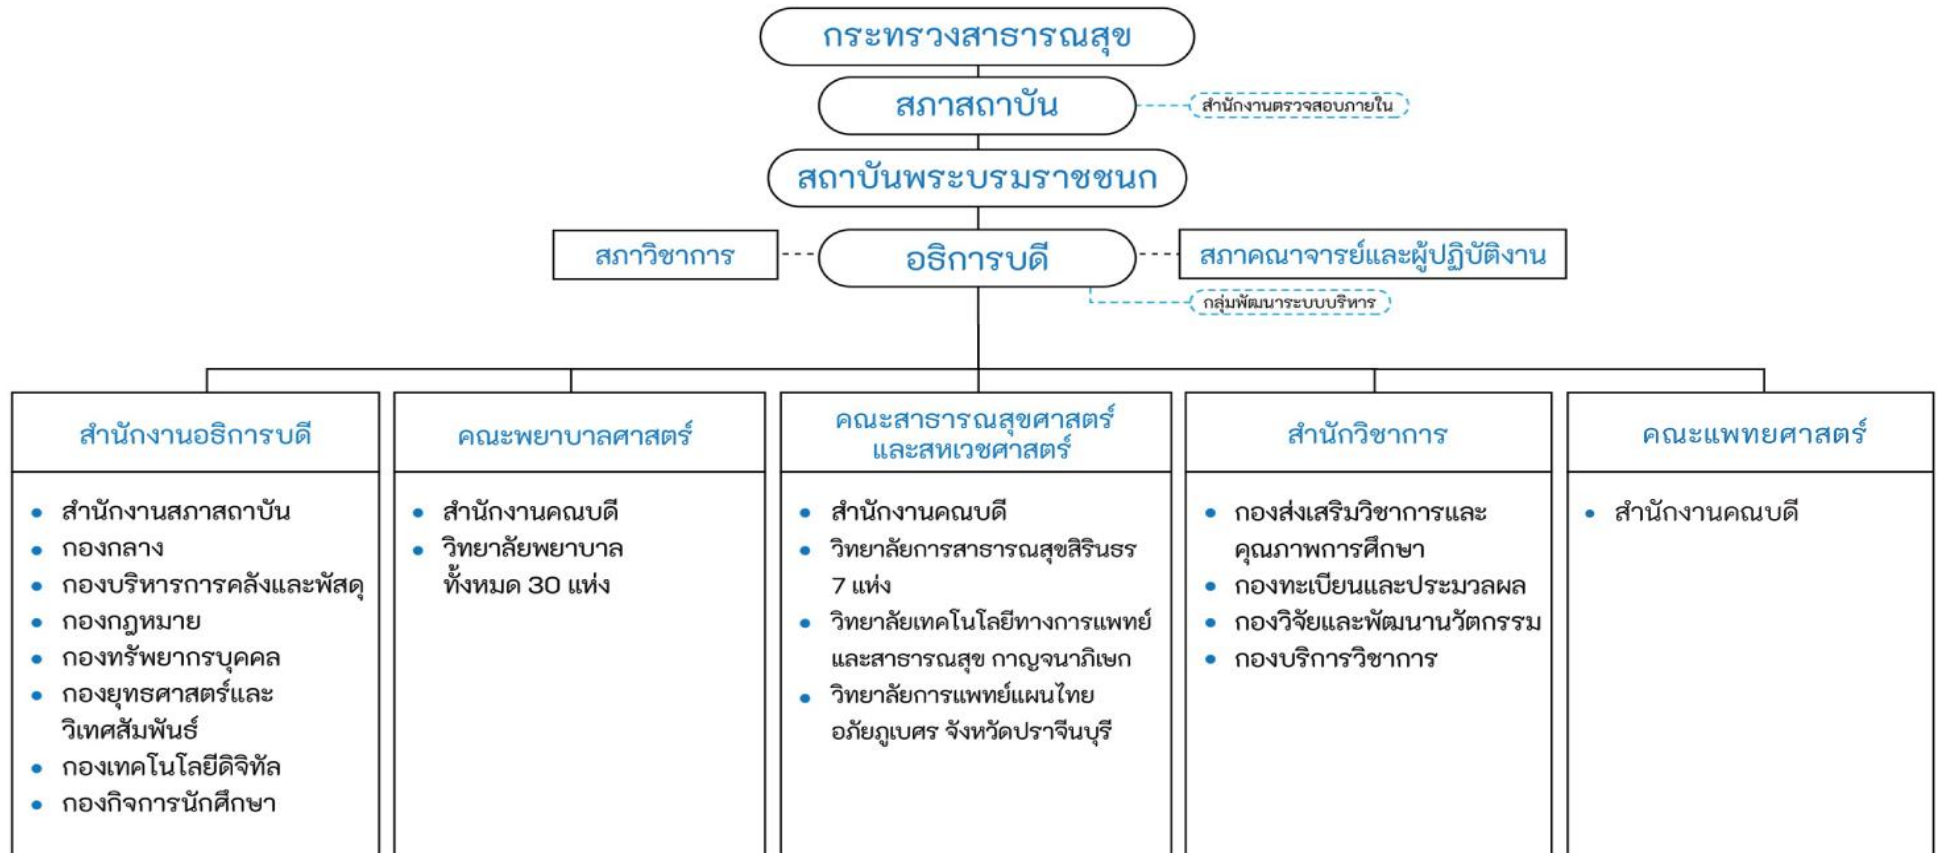 กระทรวงสาธารณสุข
สภาสถาบัน
สำนักงานตรวจสอบภายใน
สถาบันพระบรมราชชนก
สภาวิชาการ
อธิการบดี
สภาคณาจารย์และผู้ปฏิบัติงาน
กลุ่มพัฒนาระบบบริหาร
สำนักงานอธิการบดี
• สำนักงานสภาสถาบัน
• กองกลาง
• กองบริหารการคลังและพัสดุ
• กองกฎหมาย
• กองทรัพยากรบุคคล
• กองยุทธศาสตร์และ
วิเทศสัมพันธ์
• กองเทคโนโลยีดิจิทัล
• กองกิจการนักศึกษา
คณะพยาบาลศาสตร์
• สำนักงานคณบดี
• วิทยาลัยพยาบาล
ทั้งหมด 30 แห่ง
คณะสาธารณสุขศาสตร์
และสหเวชศาสตร์
• สำนักงานคณบดี
• วิทยาลัยการสาธารณสุขสิรินธร
7 แห่ง
• วิทยาลัยเทคโนโลยีทางการแพทย์
และสาธารณสุข กาญจนาภิเษก
• วิทยาลัยการแพทย์แผนไทย
อภัยภูเบศร จังหวัดปราจีนบุรี
สำนักวิชาการ
• กองส่งเสริมวิชาการและ
คุณภาพการศึกษา
• กองทะเบียนและประมวลผล
• กองวิจัยและพัฒนานวัตกรรม
• กองบริการวิชาการ
คณะแพทยศาสตร์
• สำนักงานคณบดี